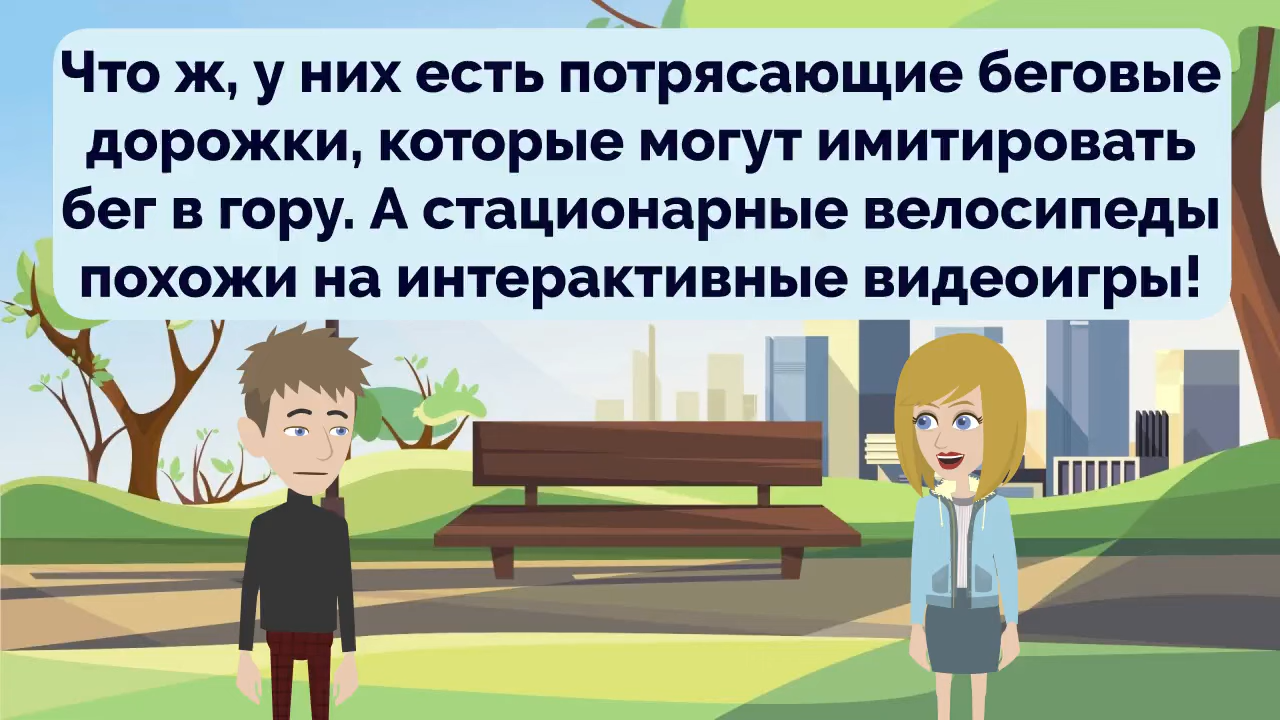 Что ж, у них есть потрясающие беговые
дорожки, которые могут имитировать
бег в гору. А стационарные велосипеды
похожи на интерактивные видеоигры!